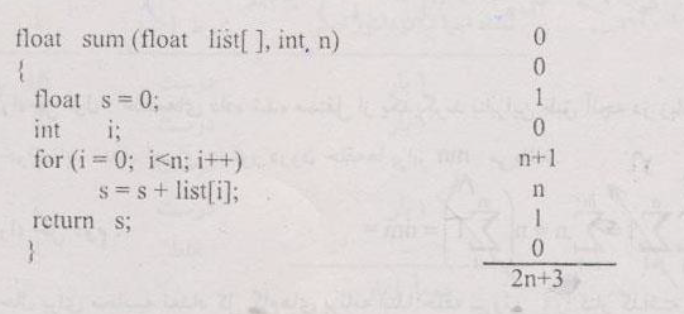 float sum (float list[ ], int n) 0
{ 0
float s = 0; 1
int i; 0
for (i = 0; i<n; i++) n+1
s = s + list[i]; n
return s; 1
} 0
2n+3